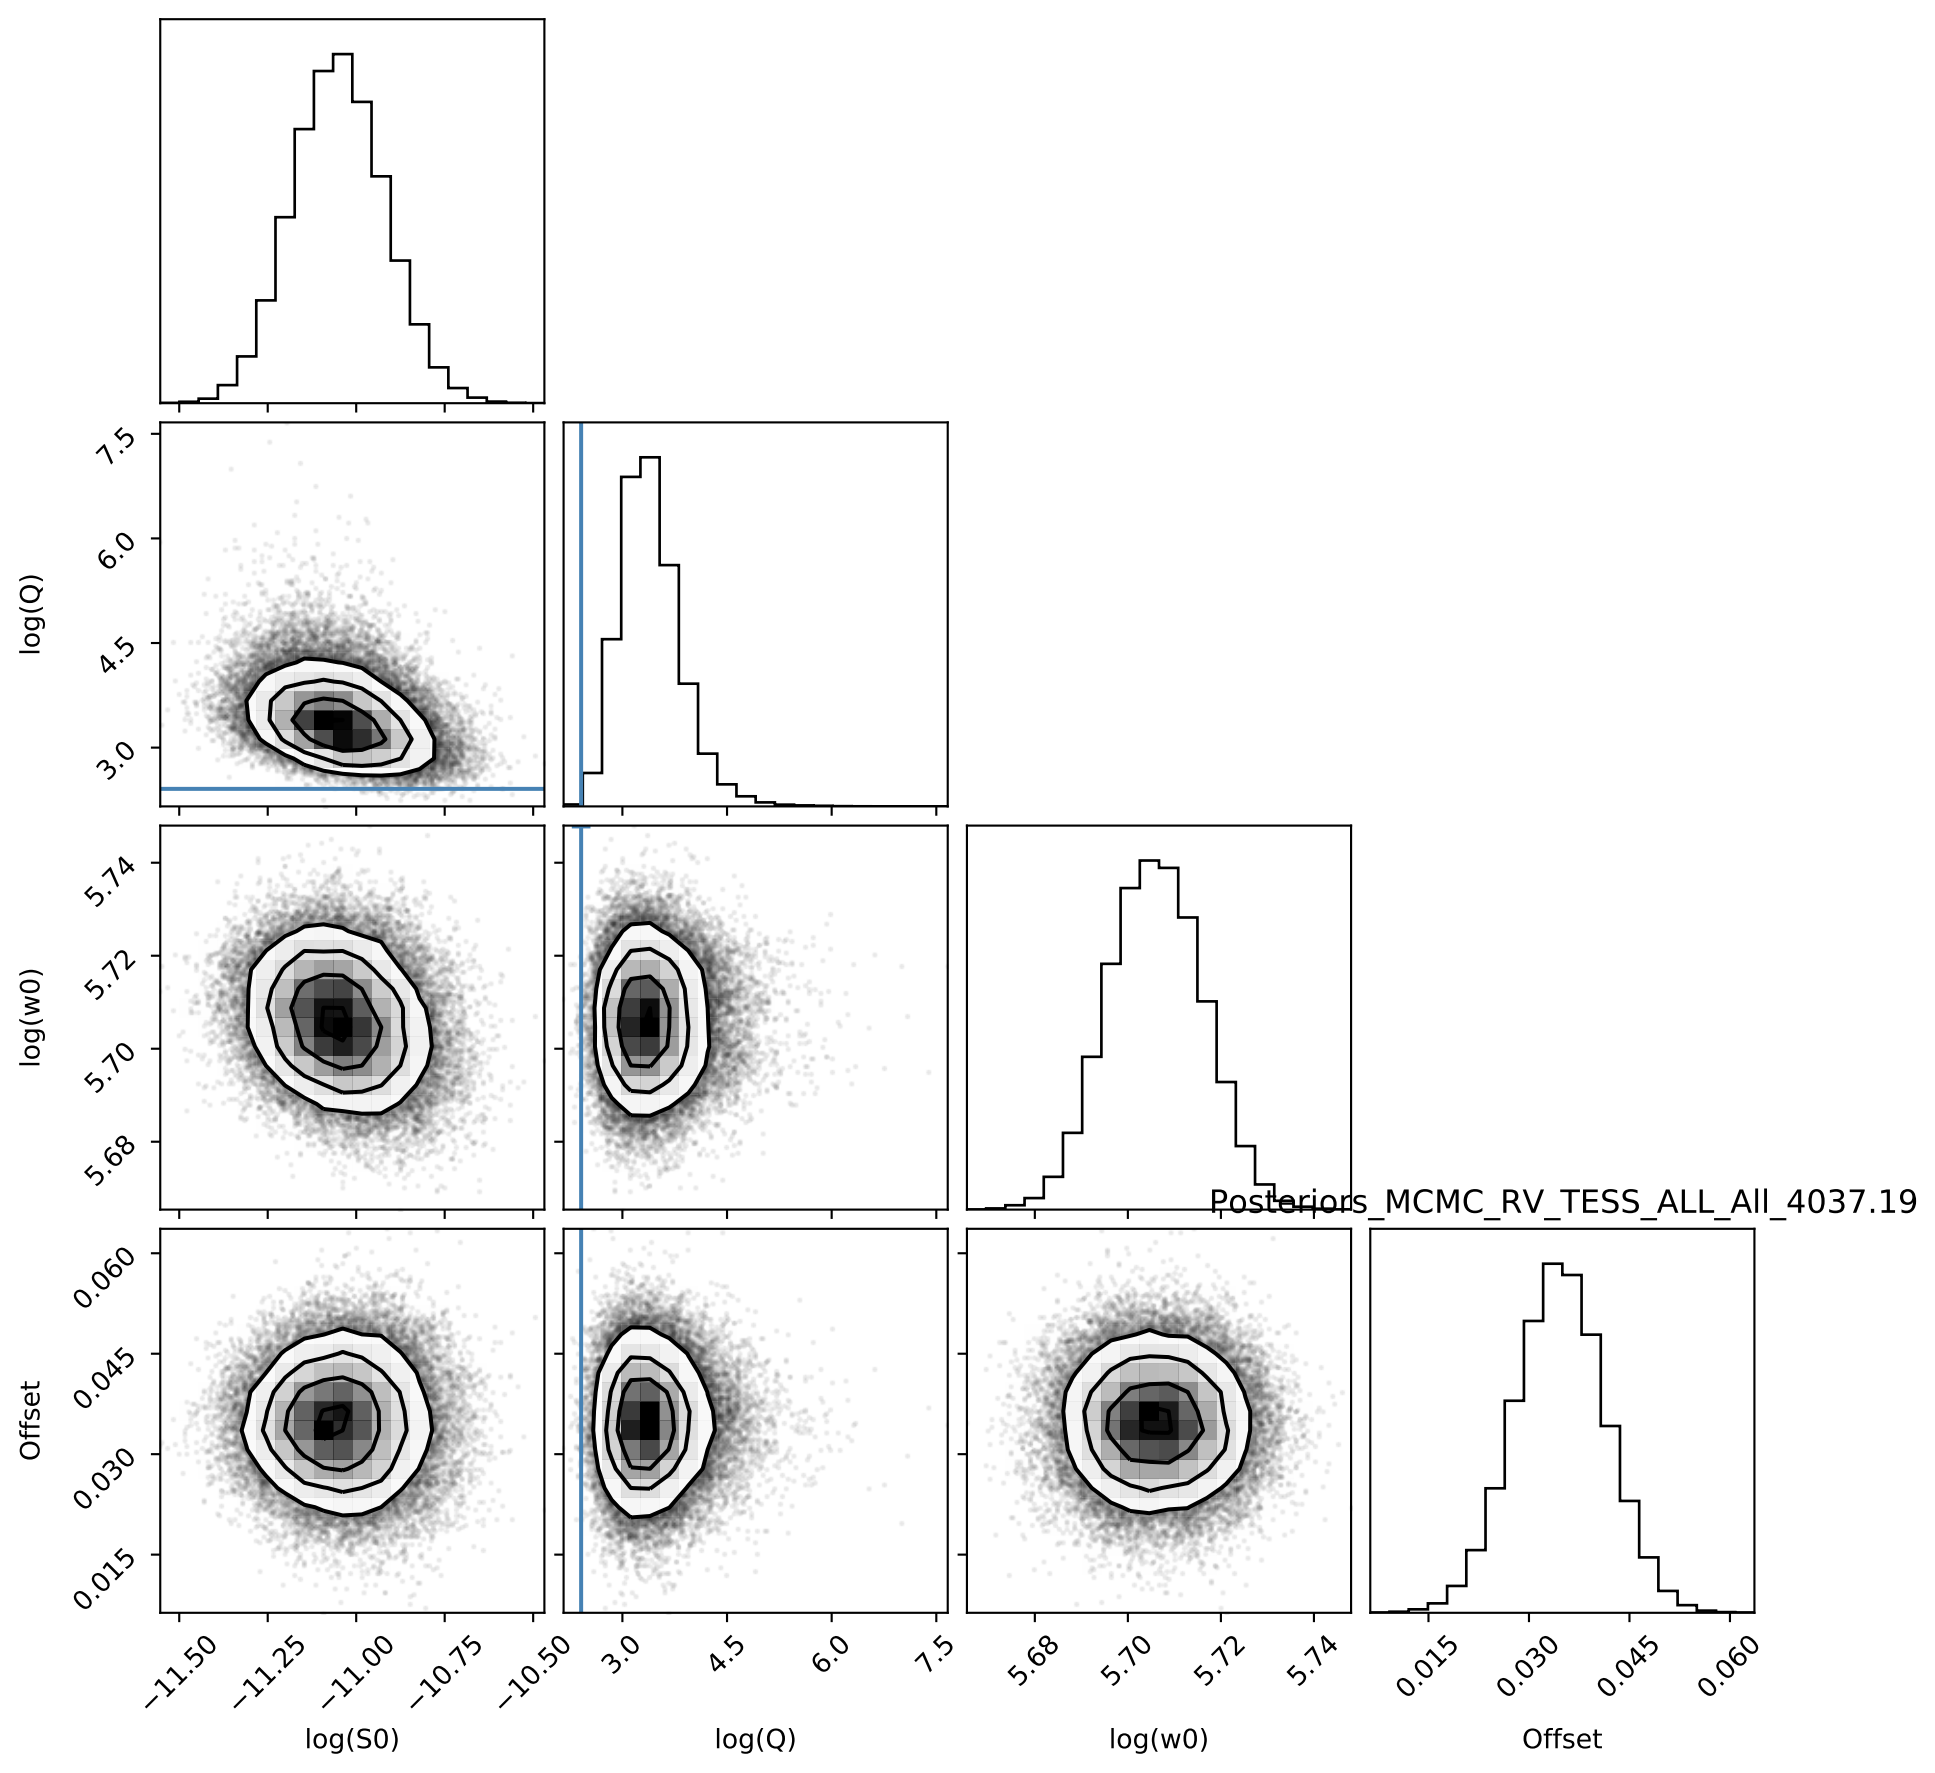 7.5
6.0
4.5
3.0
log(Q)
5.74
5.72
5.70
5.68
log(w0)
Posteriors_MCMC_RV_TESS_ALL_All_4037.19
0.060
0.045
0.030
0.015
Offset
−11.50 −11.25 −11.00 −10.75 −10.50 3.0 4.5 6.0 7.5 5.68 5.70 5.72 5.74 0.015 0.030 0.045 0.060
log(S0) log(Q) log(w0) Offset